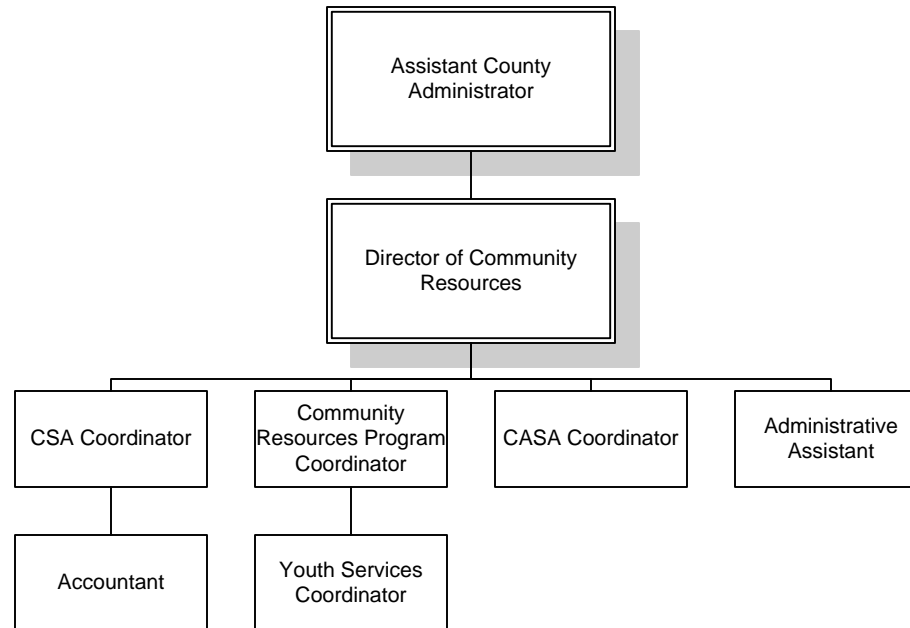 Assistant County
Administrator
Director of Community
Resources
CSA Coordinator
Community
Resources Program
Coordinator
CASA Coordinator
Administrative
Assistant
Accountant
Youth Services
Coordinator